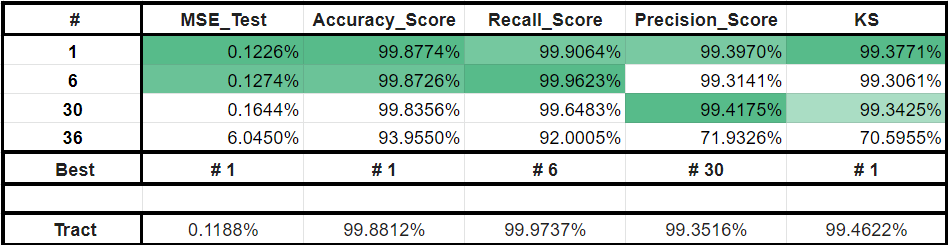 # MSE_Test Accuracy_Score Recall_Score Precision_Score KS
1 0.1226% 99.8774% 99.9064% 99.3970% 99.3771%
6 0.1274% 99.8726% 99.9623% 99.3141% 99.3061%
30 0.1644% 99.8356% 99.6483% 99.4175% 99.3425%
36 6.0450% 93.9550% 92.0005% 71.9326% 70.5955%
Best # 1 # 1 # 6 # 30 # 1
Tract 0.1188% 99.8812% 99.9737% 99.3516% 99.4622%